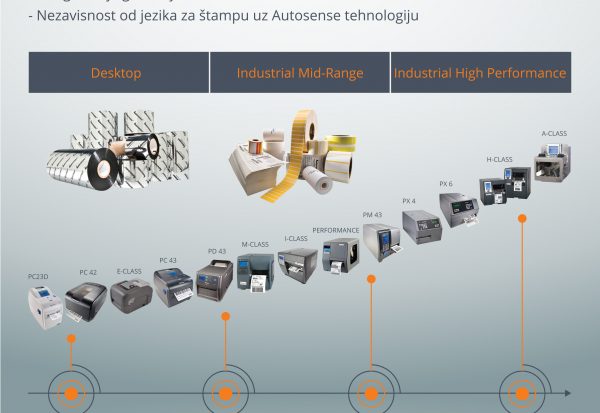 - Nezavisnost od jezika za štampu uz Autosense tehnologiju
Desktop
Industrial Mid-Range
Industrial High Performance
A-CLASS
H-CLASS
PX 6
PX 4
PM 43
PERFORMANCE
I-CLASS
M-CLASS
PD 43
PC 43
E-CLASS
PC 42
PC23D